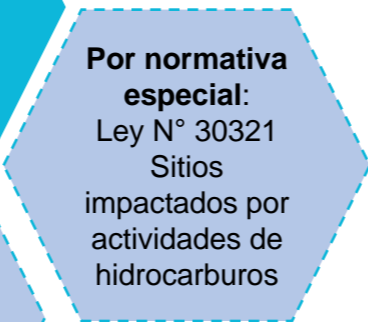 Por normativa
especial:
Ley N° 30321
Sitios
impactados por
actividades de
hidrocarburos